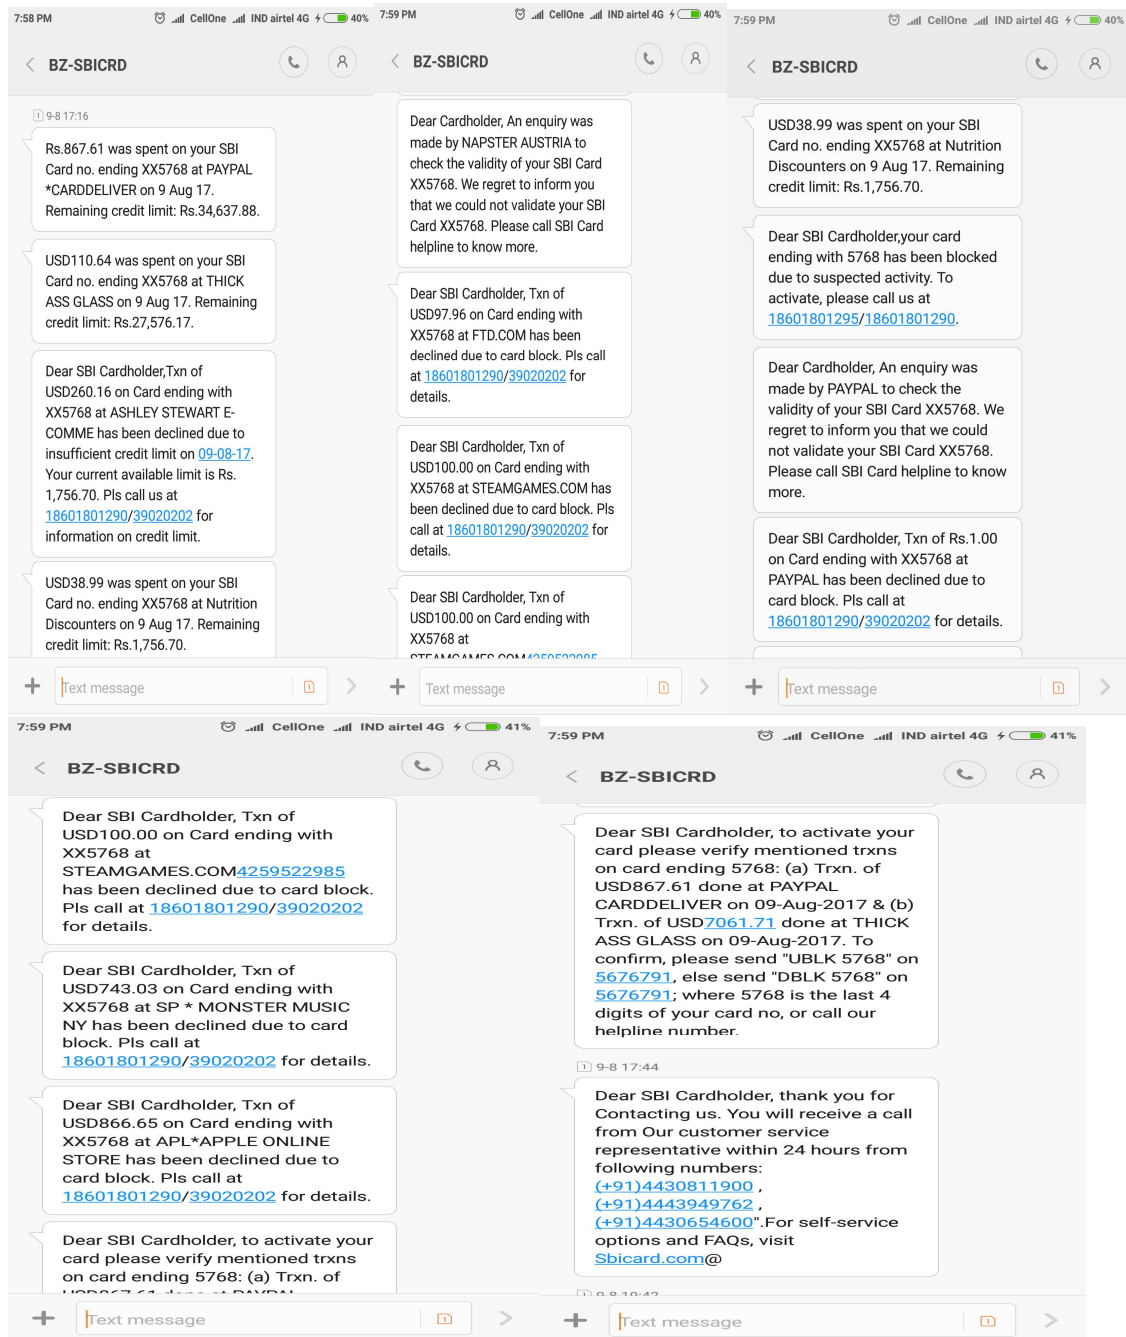 7:58 PM
CellOne IND airtel 4G 40%
BZ-SBICRD
1 9-8 17:16
Rs.867.61 was spent on your SBI
Card no. ending XX5768 at PAYPAL
*CARDDELIVER on 9 Aug 17.
Remaining credit limit: Rs.34,637.88.
USD110.64 was spent on your SBI
Card no. ending XX5768 at THICK
ASS GLASS on 9 Aug 17. Remaining
credit limit: Rs.27,576.17.
Dear SBI Cardholder,Txn of
USD260.16 on Card ending with
XX5768 at ASHLEY STEWART E-
COMME has been declined due to
insufficient credit limit on 09-08-17.
Your current available limit is Rs.
1,756.70. Pls call us at
18601801290/39020202 for
information on credit limit.
USD38.99 was spent on your SBI
Card no. ending XX5768 at Nutrition
Discounters on 9 Aug 17. Remaining
credit limit: Rs.1,756.70.
Text message
1
7:59 PM
CellOne IND airtel 4G 40%
BZ-SBICRD
Dear Cardholder, An enquiry was
made by NAPSTER AUSTRIA to
check the validity of your SBI Card
XX5768. We regret to inform you
that we could not validate your SBI
Card XX5768. Please call SBI Card
helpline to know more.
Dear SBI Cardholder, Txn of
USD97.96 on Card ending with
XX5768 at FTD.COM has been
declined due to card block. Pls call
at 18601801290/39020202 for
details.
Dear SBI Cardholder, Txn of
USD100.00 on Card ending with
XX5768 at STEAMGAMES.COM has
been declined due to card block. Pls
call at 18601801290/39020202 for
details.
Dear SBI Cardholder, Txn of
USD100.00 on Card ending with
XX5768 at
STEAMGAMES.COM4259522985
Text message
1
7:59 PM
CellOne IND airtel 4G 40%
BZ-SBICRD
USD38.99 was spent on your SBI
Card no. ending XX5768 at Nutrition
Discounters on 9 Aug 17. Remaining
credit limit: Rs.1,756.70.
Dear SBI Cardholder,your card
ending with 5768 has been blocked
due to suspected activity. To
activate, please call us at
18601801295/18601801290.
Dear Cardholder, An enquiry was
made by PAYPAL to check the
validity of your SBI Card XX5768. We
regret to inform you that we could
not validate your SBI Card XX5768.
Please call SBI Card helpline to know
more.
Dear SBI Cardholder, Txn of Rs.1.00
on Card ending with XX5768 at
PAYPAL has been declined due to
card block. Pls call at
18601801290/39020202 for details.
Text message
1
7:59 PM
CellOne IND airtel 4G 41%
BZ-SBICRD
Dear SBI Cardholder, Txn of
USD100.00 on Card ending with
XX5768 at
STEAMGAMES.COM4259522985
has been declined due to card block.
Pls call at 18601801290/39020202
for details.
Dear SBI Cardholder, Txn of
USD743.03 on Card ending with
XX5768 at SP * MONSTER MUSIC
NY has been declined due to card
block. Pls call at
18601801290/39020202 for details.
Dear SBI Cardholder, Txn of
USD866.65 on Card ending with
XX5768 at APL*APPLE ONLINE
STORE has been declined due to
card block. Pls call at
18601801290/39020202 for details.
Dear SBI Cardholder, to activate your
card please verify mentioned trxns
on card ending 5768: (a) Trxn. of
USD867.61 done at PAYPAL
Text message
1
7:59 PM
CellOne IND airtel 4G 41%
BZ-SBICRD
Dear SBI Cardholder, to activate your
card please verify mentioned trxns
on card ending 5768: (a) Trxn. of
USD867.61 done at PAYPAL
CARDDELIVER on 09-Aug-2017 & (b)
Trxn. of USD7061.71 done at THICK
ASS GLASS on 09-Aug-2017. To
confirm, please send "UBLK 5768" on
5676791, else send "DBLK 5768" on
5676791; where 5768 is the last 4
digits of your card no, or call our
helpline number.
1 9-8 17:44
Dear SBI Cardholder, thank you for
Contacting us. You will receive a call
from Our customer service
representative within 24 hours from
following numbers:
(+91)4430811900 ,
(+91)4443949762 ,
(+91)4430654600".For self-service
options and FAQs, visit
Sbicard.com@
1 9-8 19:42
Text message
1